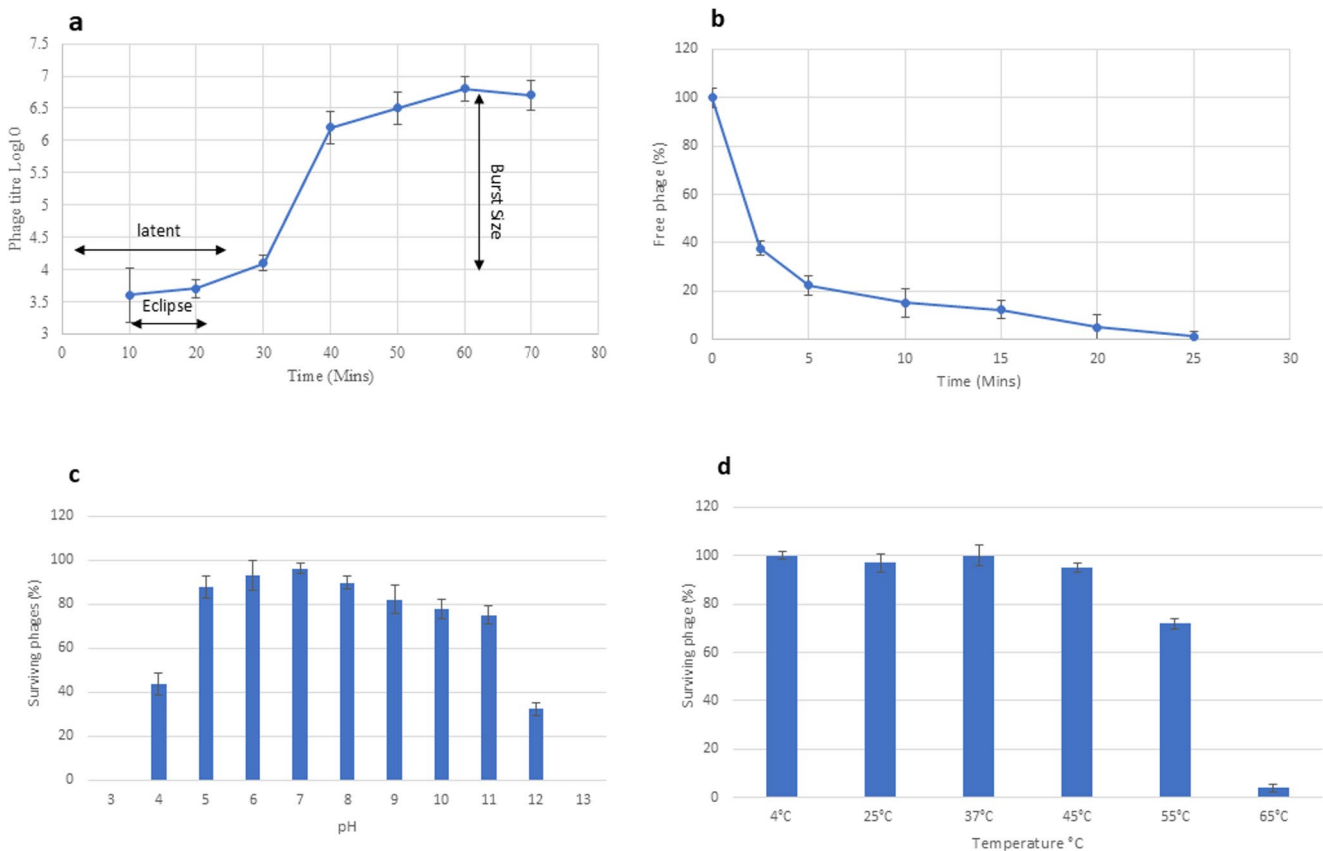 a
7.5
7
6.5
6
5.5
5
4.5
4
3.5
3
Phage titre Log10
latent
Eclipse
Burst Size
0 10 20 30 40 50 60 70 80
Time (Mins)
b
120
100
80
60
40
20
0
Free phage (%)
0 5 10 15 20 25 30
Time (Mins)
c
120
100
80
60
40
20
0
Survivng phages (%)
3 4 5 6 7 8 9 10 11 12 13
pH
d
120
100
80
60
40
20
0
Surviving phage (%)
4°C 25°C 37°C 45°C 55°C 65°C
Temperature °C